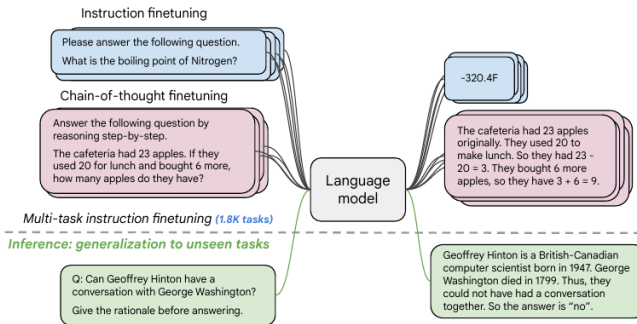 Instruction finetuning
Please answer the following question.
What is the boiling point of Nitrogen?
-320.4F
Chain-of-thought finetuning
Answer the following question by
reasoning step-by-step.
The cafeteria had 23 apples. If they
used 20 for lunch and bought 6 more,
how many apples do they have?
Language
model
The cafeteria had 23 apples
originally. They used 20 to
make lunch. So they had 23 -
20 = 3. They bought 6 more
apples, so they have 3 + 6 = 9.
Multi-task instruction finetuning (1.8K tasks)
Inference: generalization to unseen tasks
Q: Can Geoffrey Hinton have a
conversation with George Washington?
Give the rationale before answering.
Geoffrey Hinton is a British-Canadian
computer scientist born in 1947. George
Washington died in 1799. Thus, they
could not have had a conversation
together. So the answer is “no”.